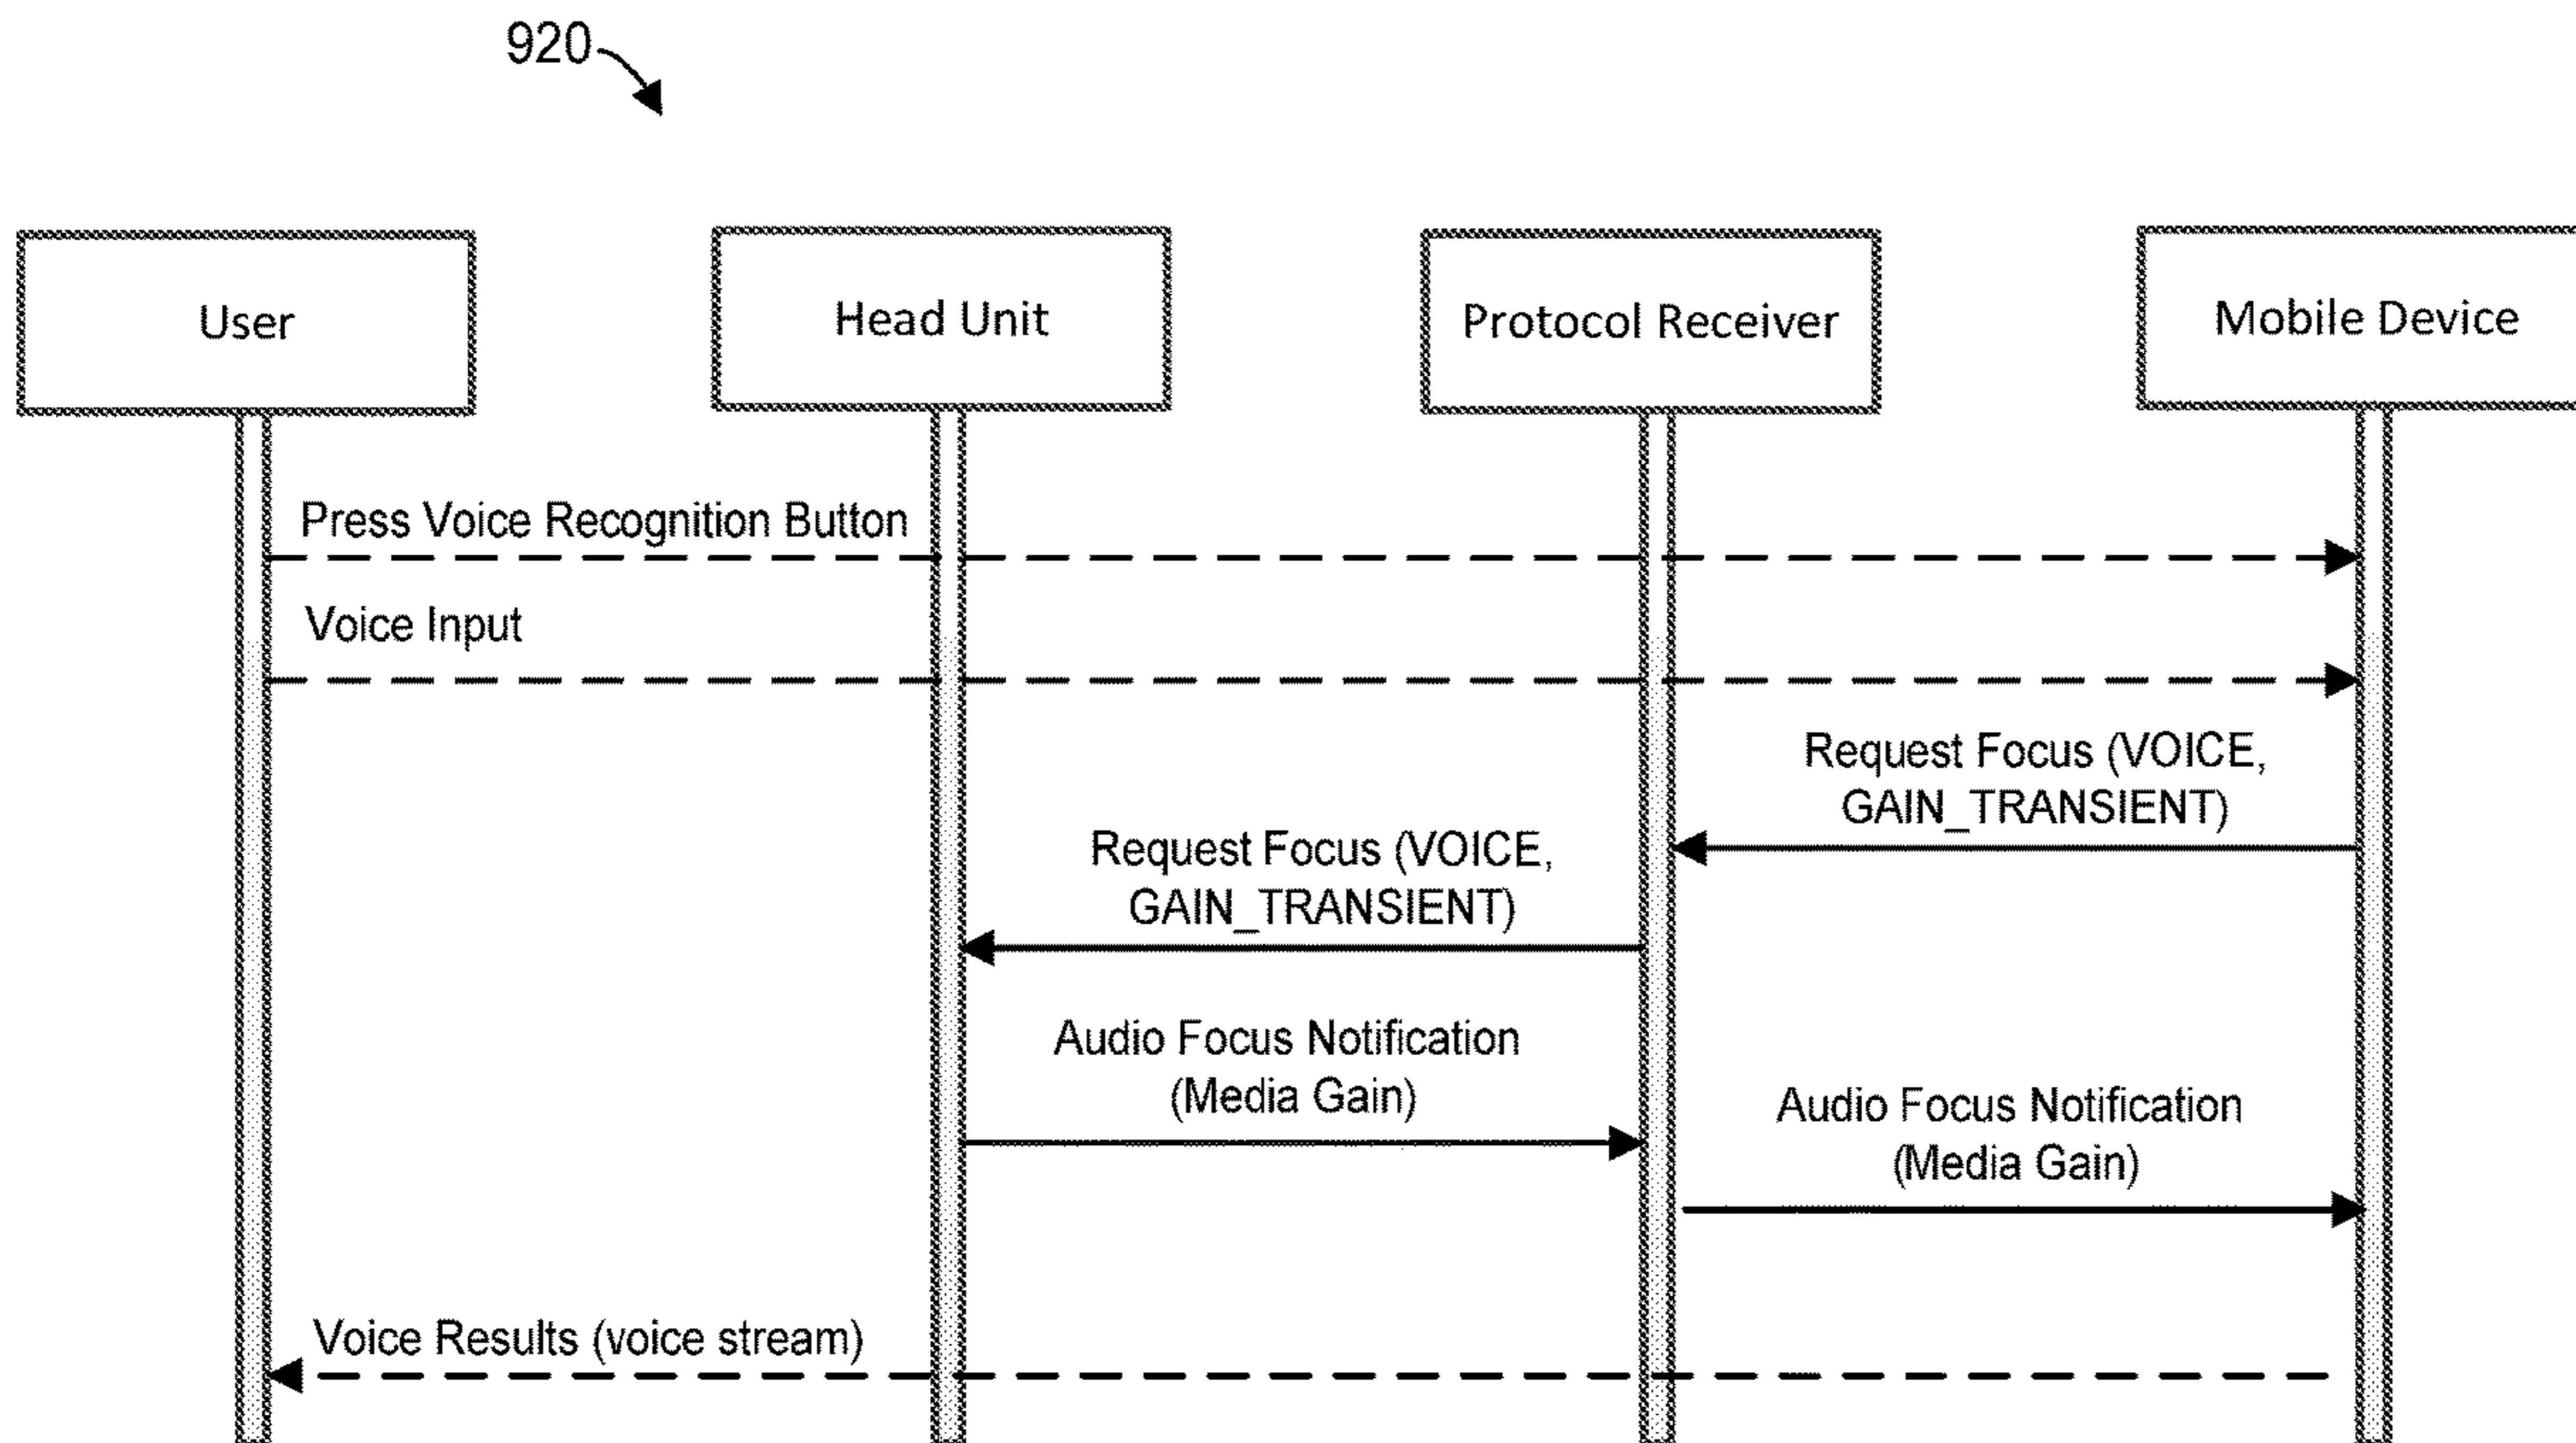 920
User
Head Unit
Protocol Receiver
Mobile Device
Press Voice Recognition Button
Voice Input
Request Focus (VOICE,
GAIN_TRANSIENT)
Request Focus (VOICE,
GAIN_TRANSIENT)
Audio Focus Notification
(Media Gain)
Audio Focus Notification
(Media Gain)
Voice Results (voice stream)